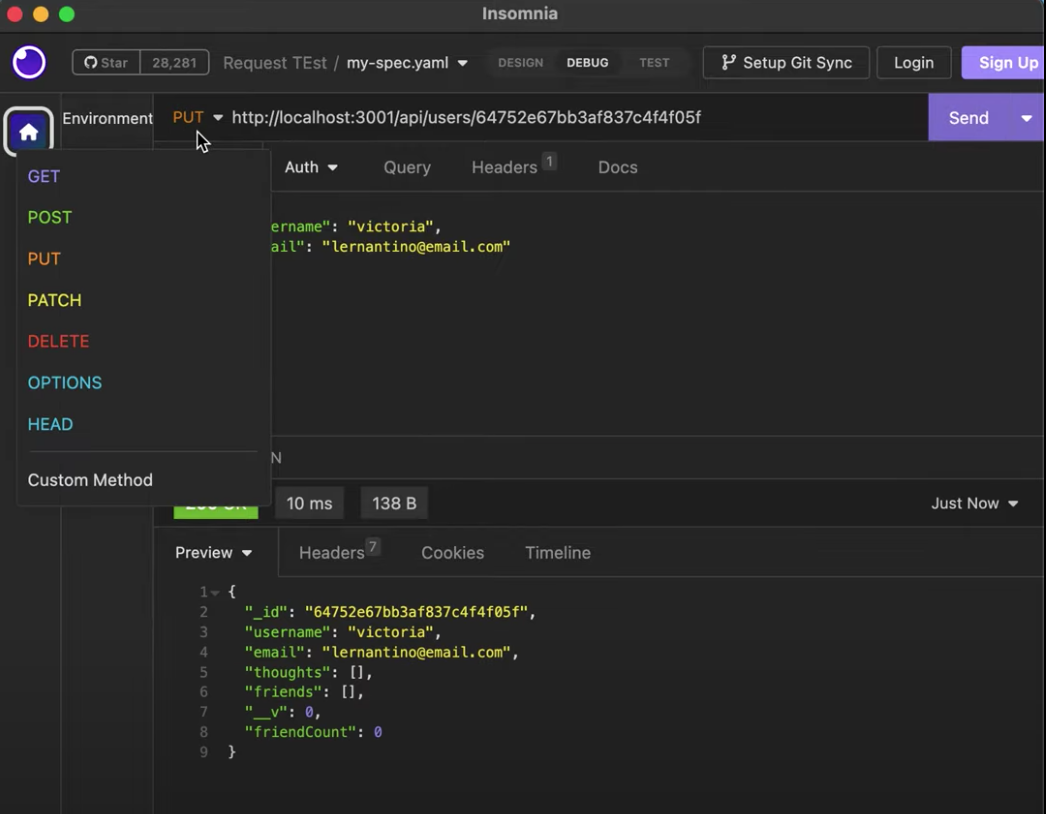 Insomnia
Star 28,281 Request TEst / my-spec.yaml DESIGN DEBUG TEST Setup Git Sync Login Sign Up
Environment PUT http://localhost:3001/api/users/64752e67bb3af837c4f4f05f Send
Auth Query Headers 1 Docs
GET
POST
PUT
PATCH
DELETE
OPTIONS
HEAD
Custom Method
ername": "victoria",
ail": "lernantino@email.com"
N
10 ms 138 B Just Now
Preview Headers 7 Cookies Timeline
1 {
2 "_id": "64752e67bb3af837c4f4f05f",
3 "username": "victoria",
4 "email": "lernantino@email.com",
5 "thoughts": [],
6 "friends": [],
7 "__v": 0,
8 "friendCount": 0
9 }